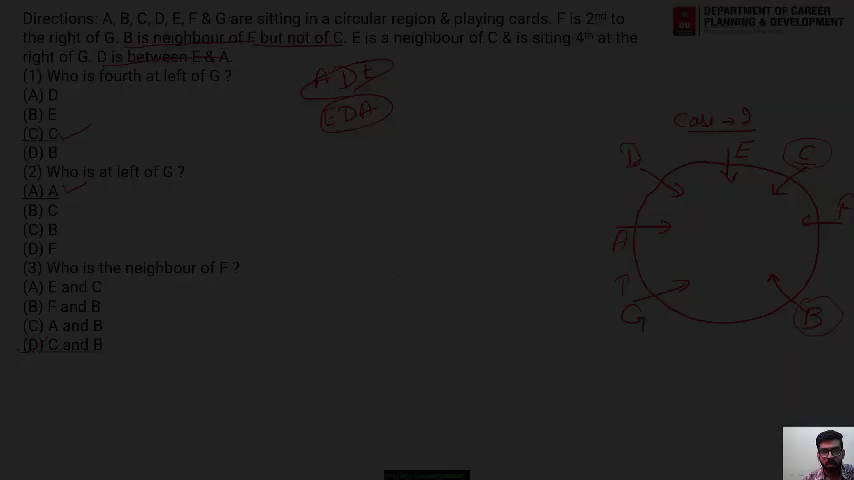 Directions: A, B, C, D, E, F & G are sitting in a circular region & playing cards. F is 2nd to
the right of G. B is neighbour of F but not of C. E is a neighbour of C & is siting 4th at the
right of G. D is between E & A.
(1) Who is fourth at left of G ?
(A) D
(B) E
(C) C
(D) B
(2) Who is at left of G ?
(A) A
(B) C
(C) B
(D) F
(3) Who is the neighbour of F ?
(A) E and C
(B) F and B
(C) A and B
(D) C and B
A D E
E D A
Case → 2
D
E
C
F
A
G
B
DEPARTMENT OF CAREER
PLANNING & DEVELOPMENT